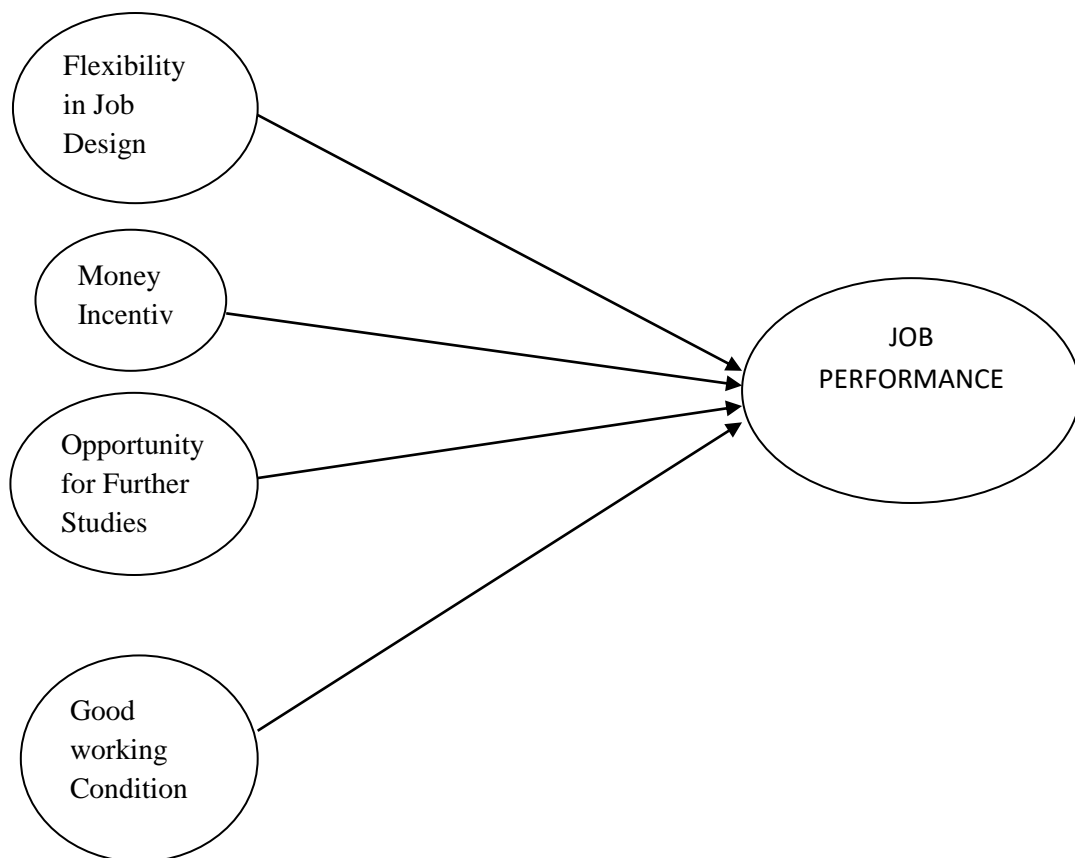 Flexibility
in Job
Design
Money
Incentiv
Opportunity
for Further
Studies
Good
working
Condition
JOB
PERFORMANCE